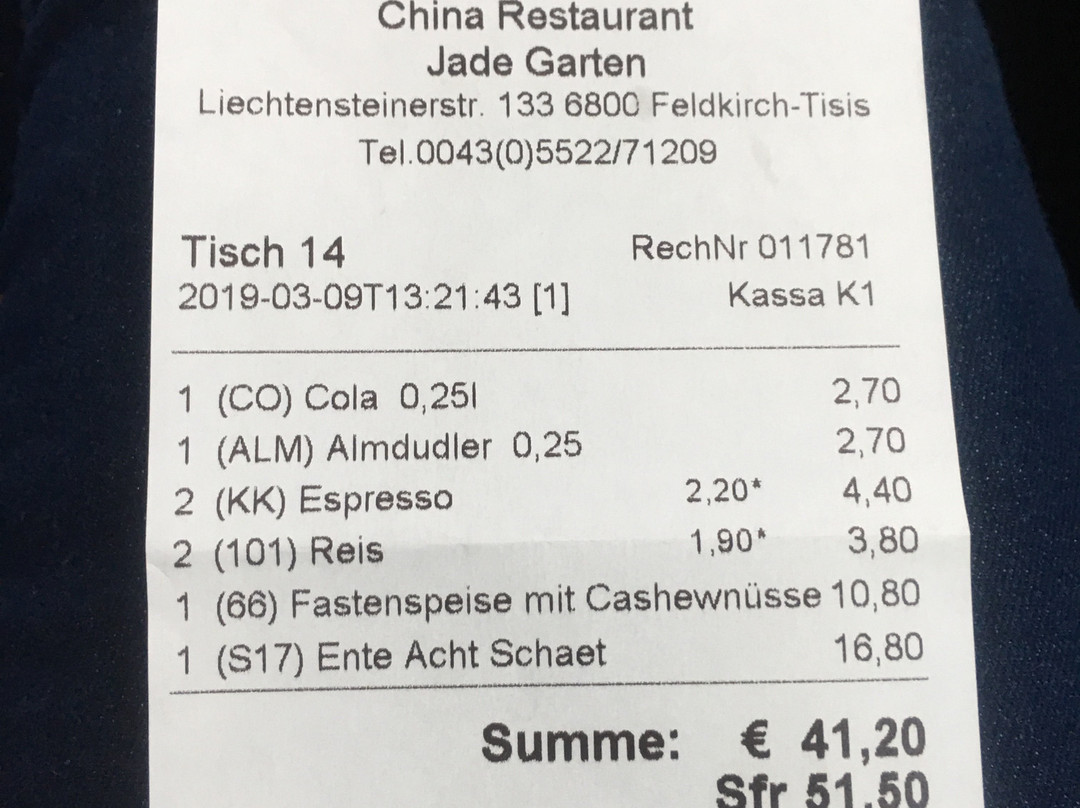 China Restaurant
Jade Garten
Liechtensteinerstr. 133 6800 Feldkirch-Tisis
Tel.0043(0)5522/71209
Tisch 14 RechNr 011781
2019-03-09T13:21:43 [1] Kassa K1
1 (CO) Cola 0,25l 2,70
1 (ALM) Almdudler 0,25 2,70
2 (KK) Espresso 2,20* 4,40
2 (101) Reis 1,90* 3,80
1 (66) Fastenspeise mit Cashewnüsse 10,80
1 (S17) Ente Acht Schaet 16,80
Summe: € 41,20
Sfr 51,50